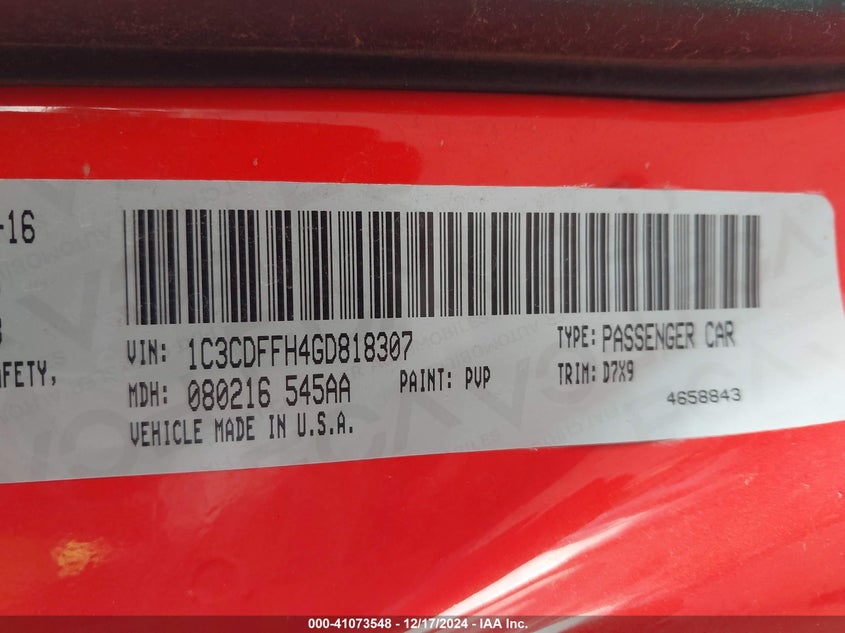 -16
AFETY,
VIN: 1C3CDFFH4GD818307
TYPE: PASSENGER CAR
MDH: 080216 545AA
PAINT: PVP
TRIM: D7X9
VEHICLE MADE IN U.S.A.
4658843
000-41073548 - 12/17/2024 - IAA, Inc.